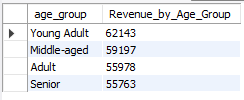 age_group Revenue_by_Age_Group
Young Adult 62143
Middle-aged 59197
Adult 55978
Senior 55763